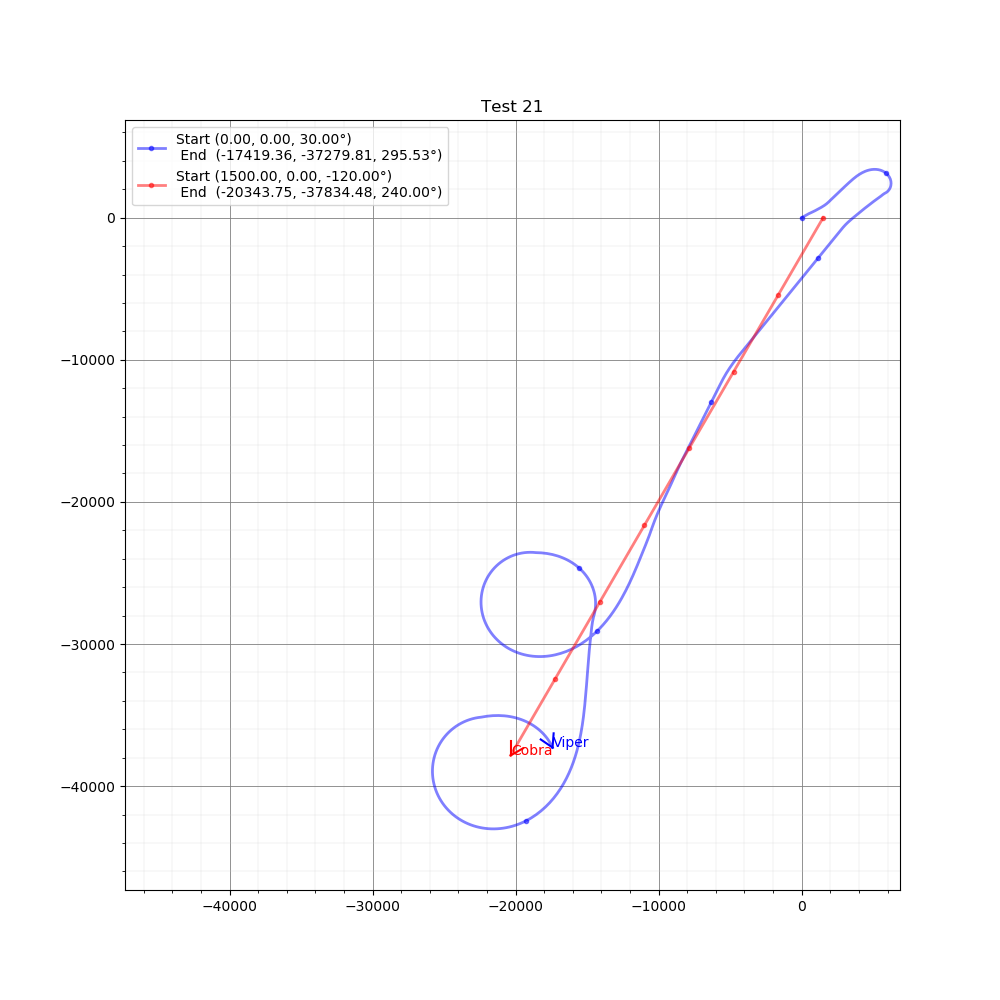 Test 21
Start (0.00, 0.00, 30.00°)
End (-17419.36, -37279.81, 295.53°)
Start (1500.00, 0.00, -120.00°)
End (-20343.75, -37834.48, 240.00°)
0
−10000
−20000
−30000
−40000
Viper
Cobra
−40000 −30000 −20000 −10000 0